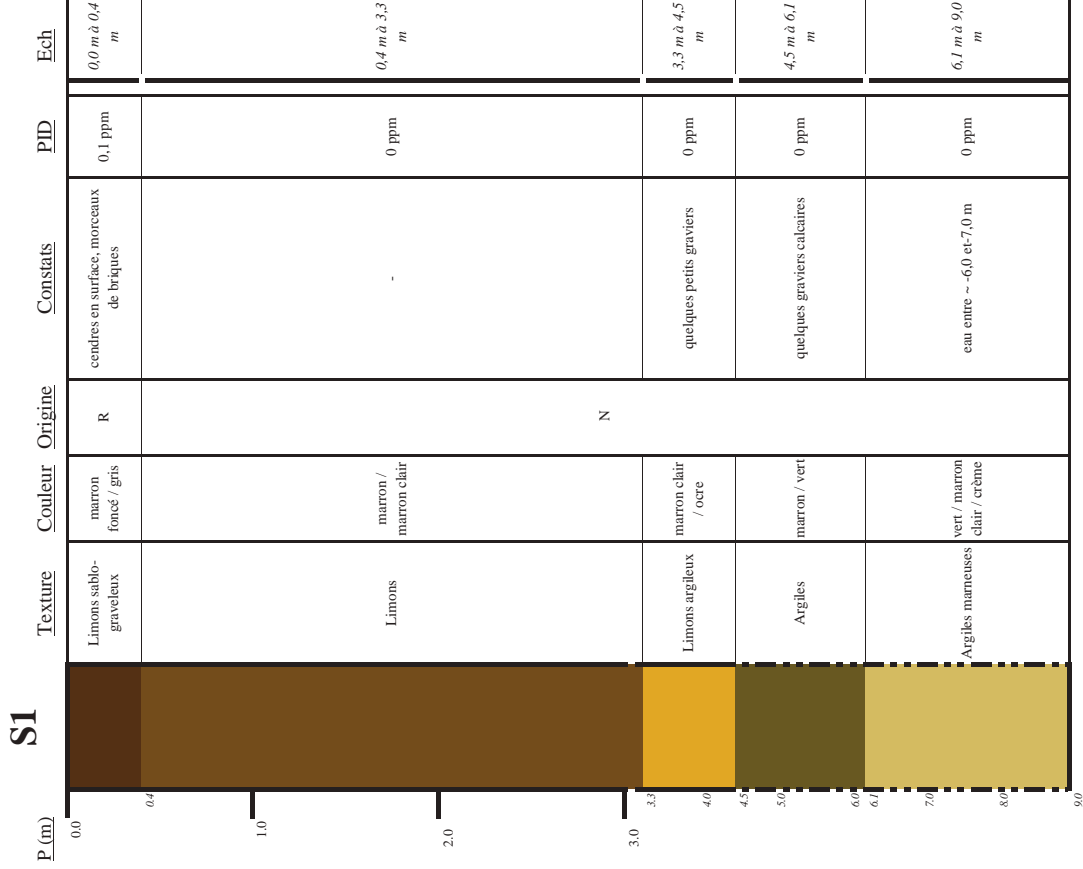 S1
P (m)
Texture
Couleur
Origine
Constats
PID
Ech
0.0
Limons sablo-
graveleux
marron
foncé / gris
R
cendres en surface, morceaux
de briques
0,1 ppm
0,0 m à 0,4
m
0.4
1.0
2.0
3.0
Limons
marron /
marron clair
N
-
0 ppm
0,4 m à 3,3
m
3.3
4.0
Limons argileux
marron clair
/ ocre
quelques petits graviers
0 ppm
3,3 m à 4,5
m
4.5
5.0
6.0
Argiles
marron / vert
quelques graviers calcaires
0 ppm
4,5 m à 6,1
m
6.1
7.0
8.0
9.0
Argiles marneuses
vert / marron
clair / crème
eau entre ~ -6,0 et-7,0 m
0 ppm
6,1 m à 9,0
m